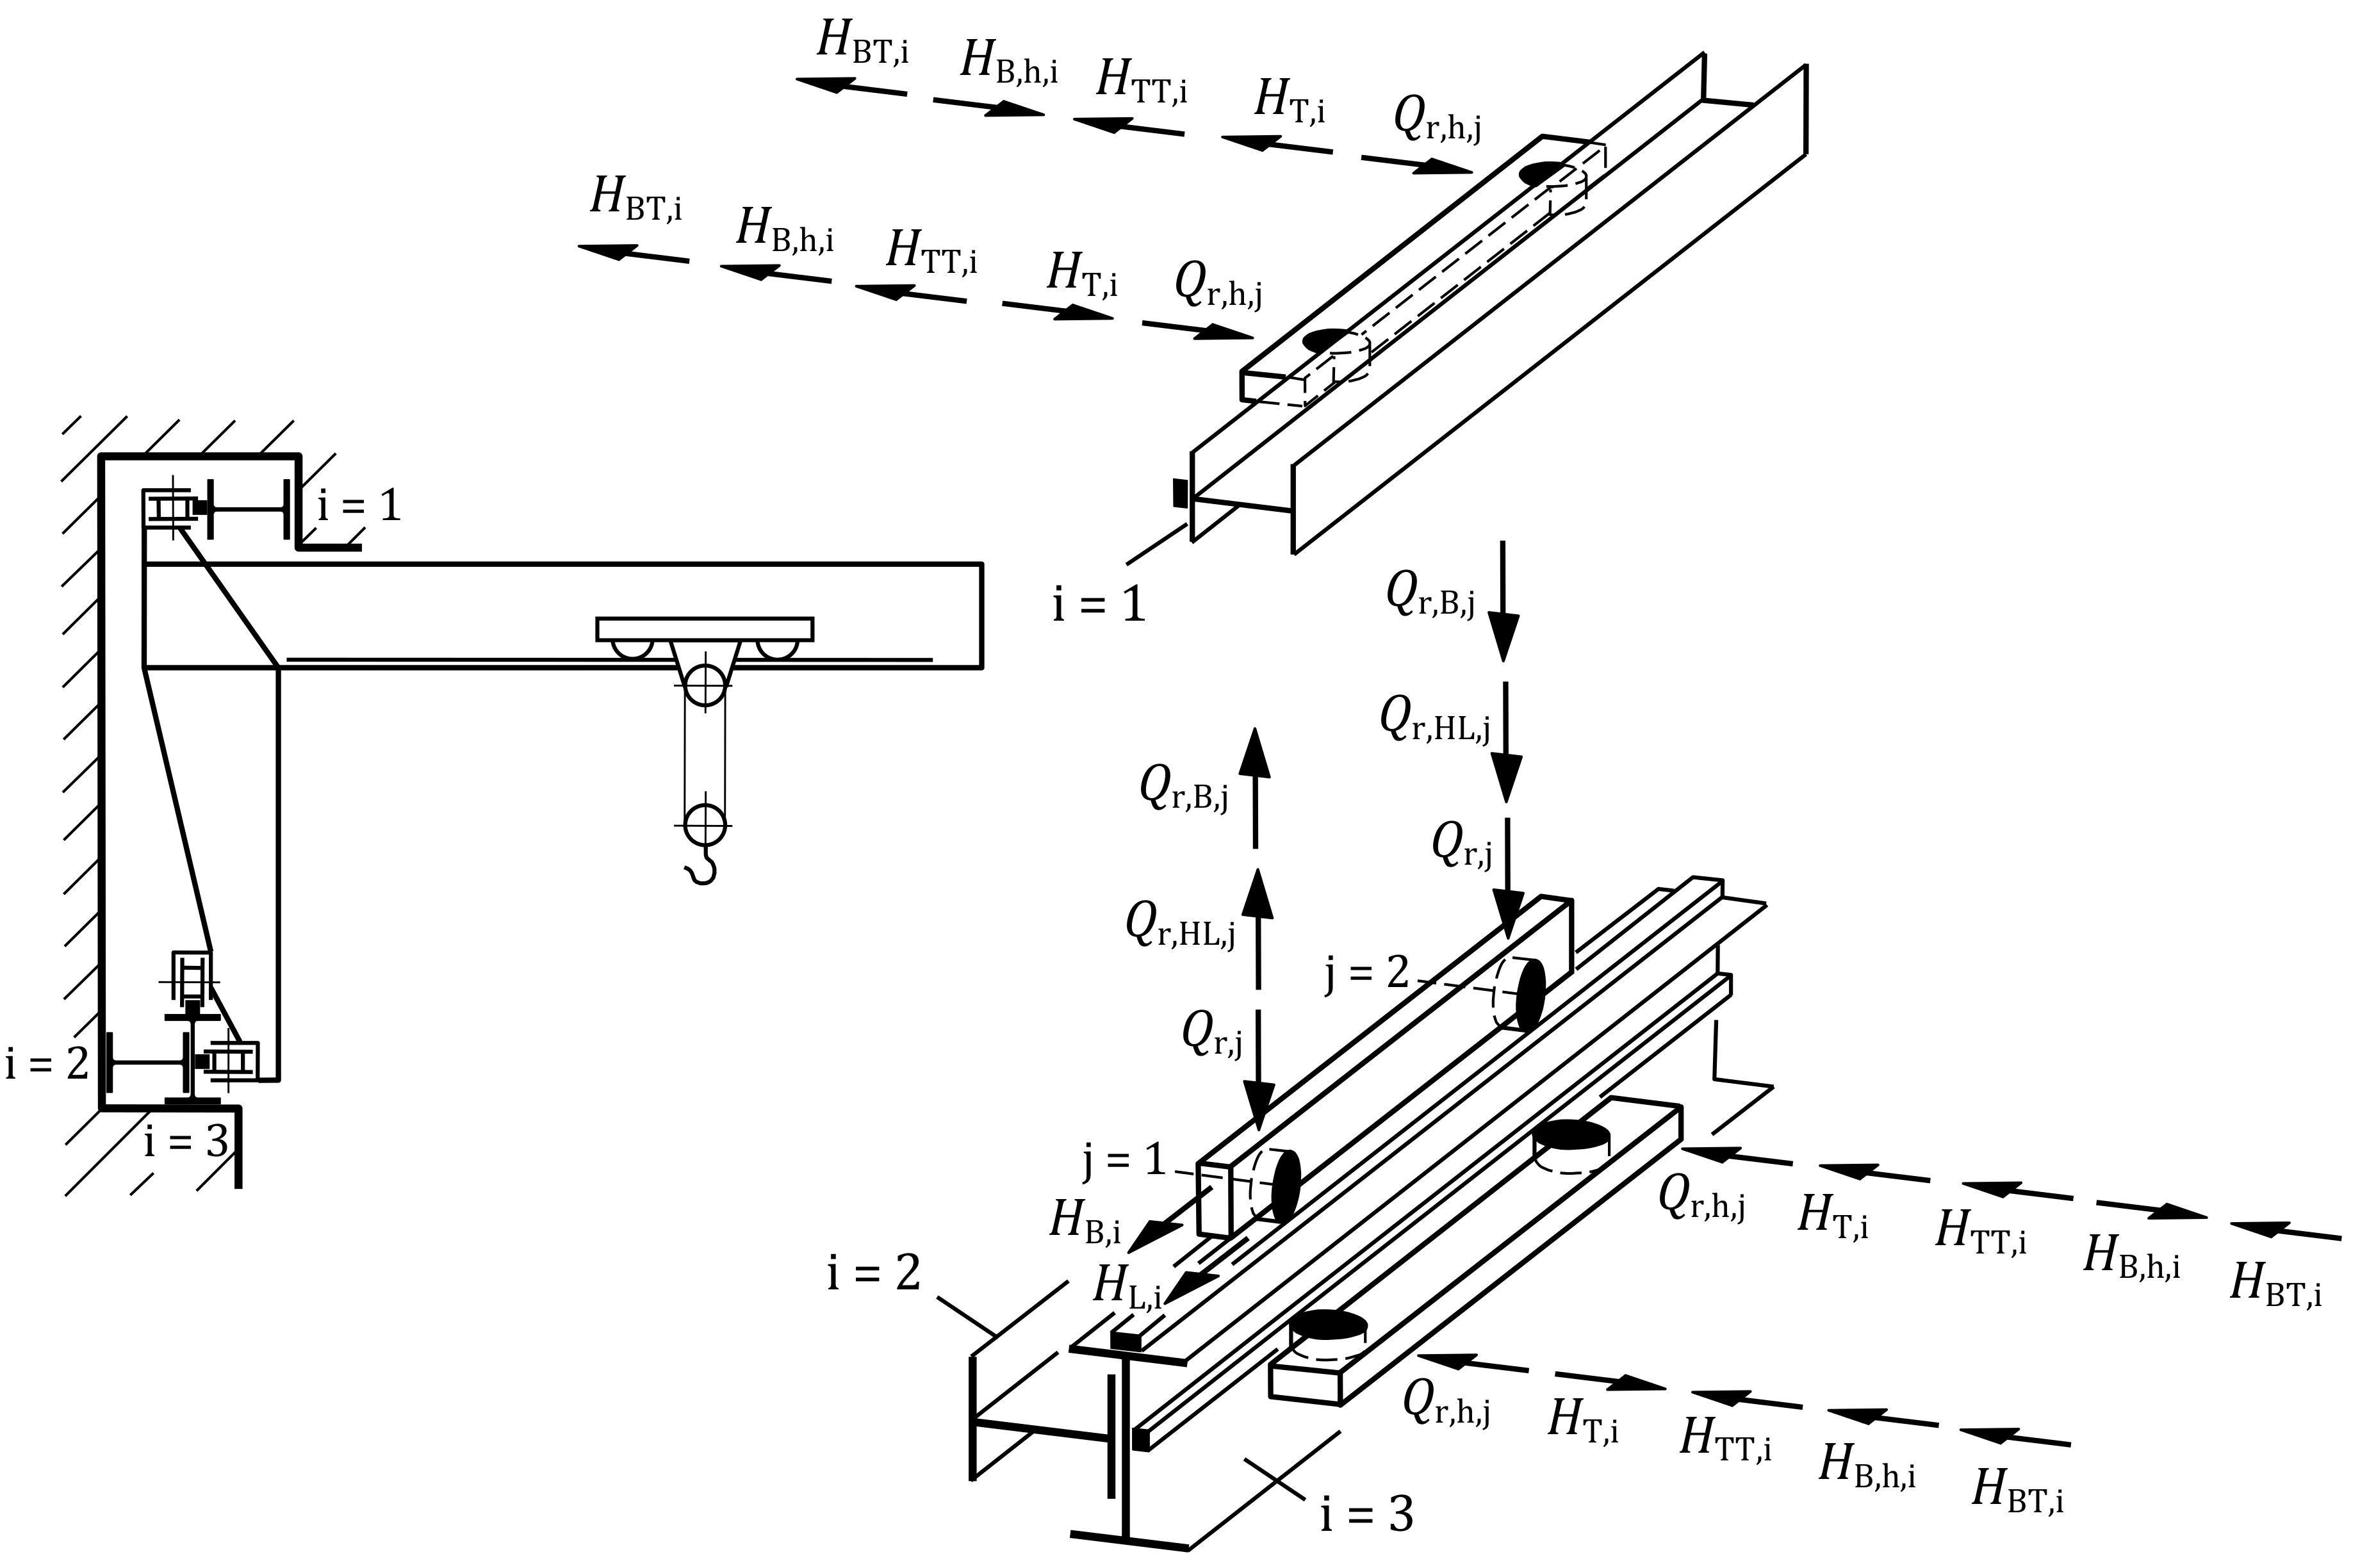 H_BT,i
H_B,h,i
H_TT,i
H_T,i
Q_r,h,j
H_BT,i
H_B,h,i
H_TT,i
H_T,i
Q_r,h,j
i = 1
i = 1
Q_r,B,j
Q_r,HL,j
Q_r,B,j
Q_r,j
Q_r,HL,j
j = 2
Q_r,j
i = 2
i = 3
j = 1
H_B,i
Q_r,h,j
H_T,i
H_TT,i
H_B,h,i
H_BT,i
i = 2
H_L,i
Q_r,h,j
H_T,i
H_TT,i
H_B,h,i
H_BT,i
i = 3